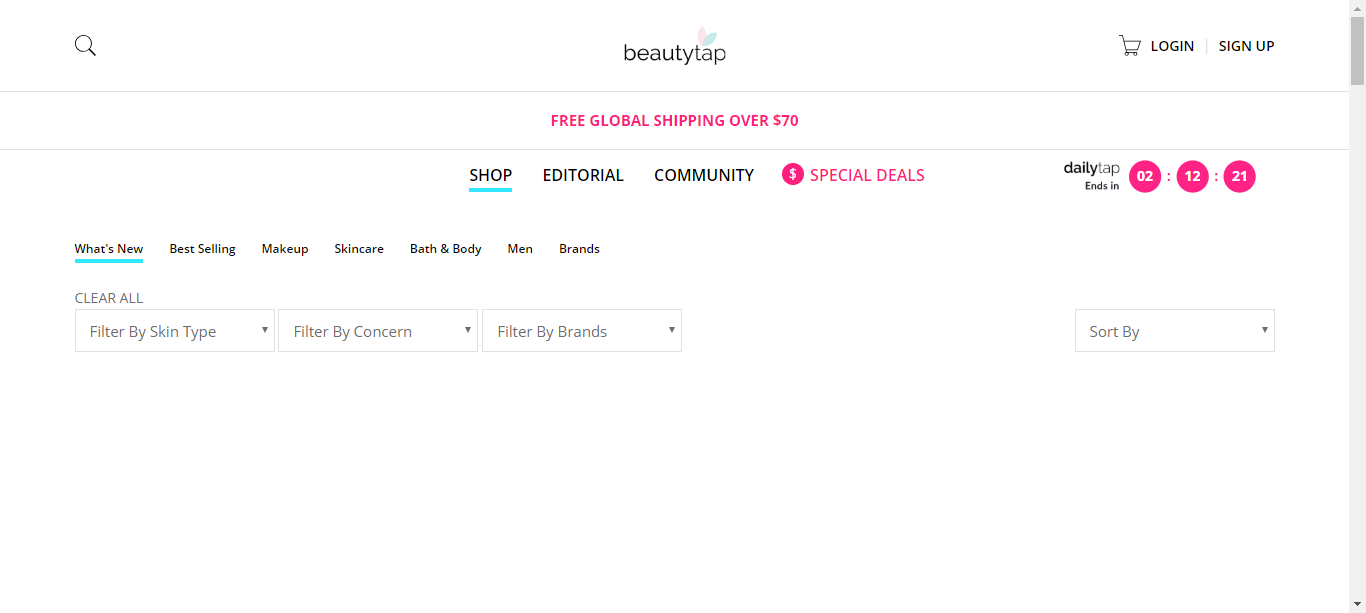 beautytap
LOGIN
SIGN UP
FREE GLOBAL SHIPPING OVER $70
SHOP EDITORIAL COMMUNITY $ SPECIAL DEALS
dailytap
Ends in
02 : 12 : 21
What's New Best Selling Makeup Skincare Bath & Body Men Brands
CLEAR ALL
Filter By Skin Type Filter By Concern Filter By Brands Sort By